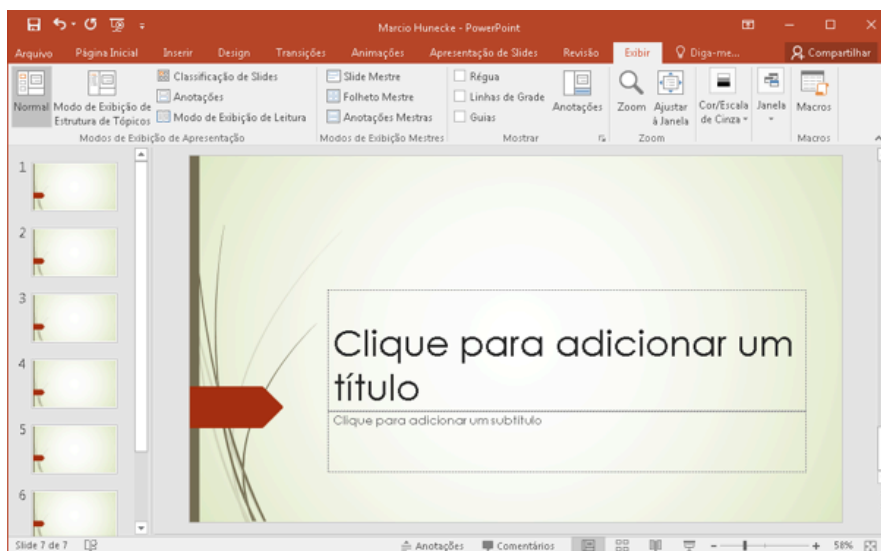 Marcio Hunecke - PowerPoint
Arquivo Página Inicial Inserir Design Transições Animações Apresentação de Slides Revisão Exibir Diga-me... Compartilhar
Normal
Modo de Exibição de
Estrutura de Tópicos
Classificação de Slides
Anotações
Modo de Exibição de Leitura
Modos de Exibição de Apresentação
Slide Mestre
Folheto Mestre
Anotações Mestras
Modos de Exibição Mestres
Régua
Linhas de Grade
Guias
Mostrar
Anotações
Zoom
Ajustar
à Janela
Zoom
Cor/Escala
de Cinza
Janela
Macros
Macros
1
2
3
4
5
6
Clique para adicionar um
título
Clique para adicionar um subtítulo
Slide 7 de 7 Anotações Comentários 58%